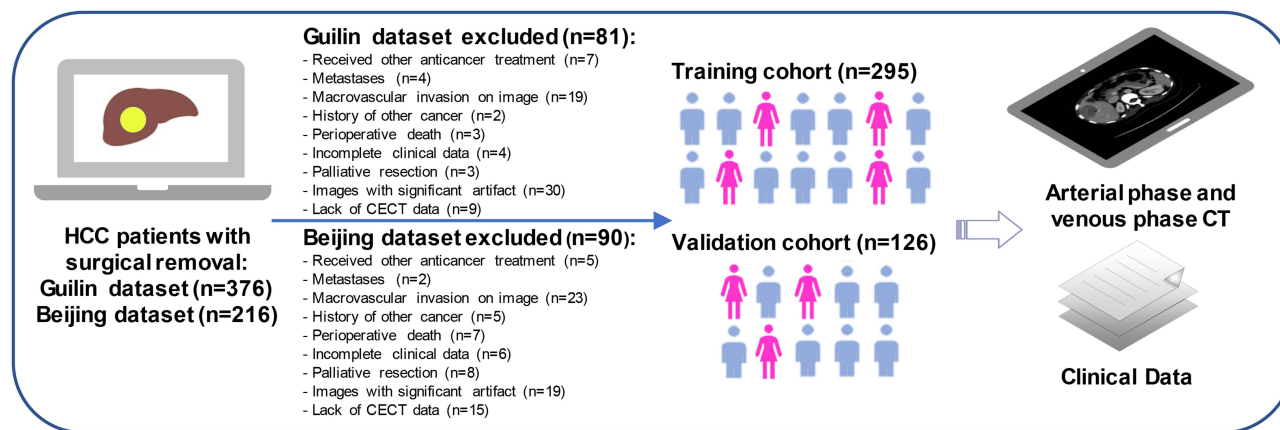 HCC patients with
surgical removal:
Guilin dataset (n=376)
Beijing dataset (n=216)
Guilin dataset excluded (n=81):
- Received other anticancer treatment (n=7)
- Metastases (n=4)
- Macrovascular invasion on image (n=19)
- History of other cancer (n=2)
- Perioperative death (n=3)
- Incomplete clinical data (n=4)
- Palliative resection (n=3)
- Images with significant artifact (n=30)
- Lack of CECT data (n=9)
Beijing dataset excluded (n=90):
- Received other anticancer treatment (n=5)
- Metastases (n=2)
- Macrovascular invasion on image (n=23)
- History of other cancer (n=5)
- Perioperative death (n=7)
- Incomplete clinical data (n=6)
- Palliative resection (n=8)
- Images with significant artifact (n=19)
- Lack of CECT data (n=15)
Training cohort (n=295)
Validation cohort (n=126)
Arterial phase and
venous phase CT
Clinical Data